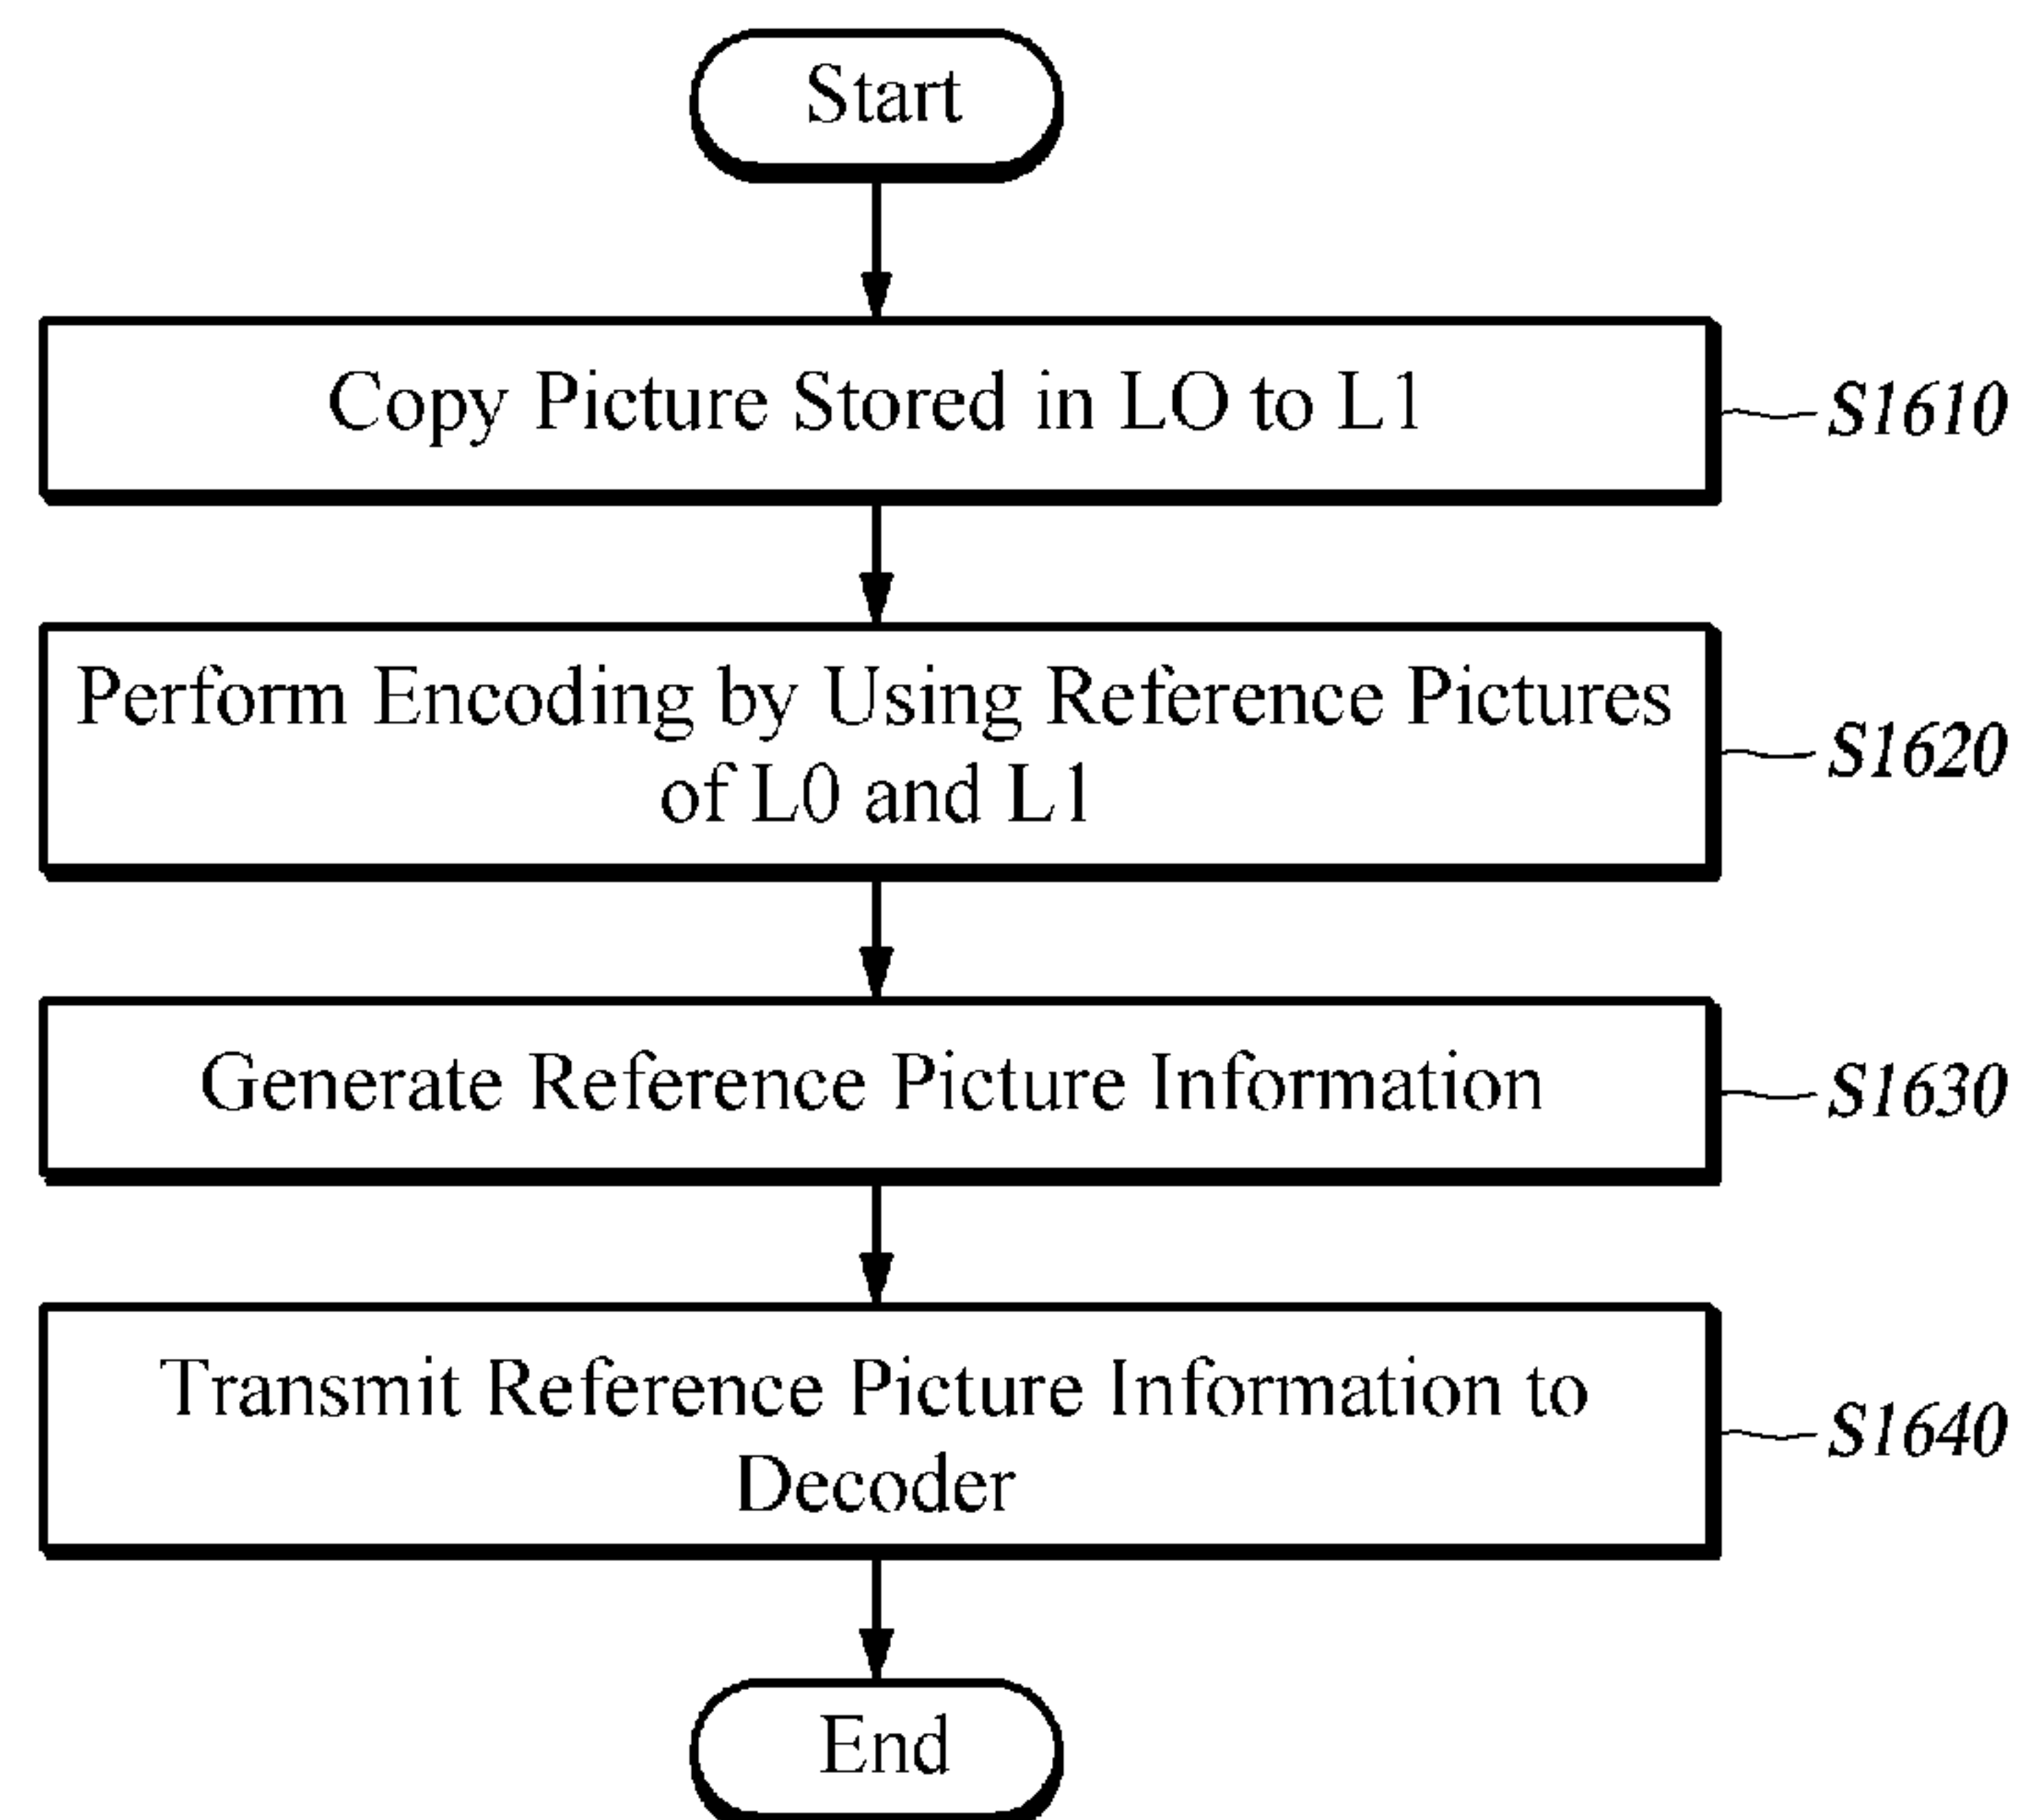 Start
Copy Picture Stored in LO to L1
S1610
Perform Encoding by Using Reference Pictures
of L0 and L1
S1620
Generate Reference Picture Information
S1630
Transmit Reference Picture Information to
Decoder
S1640
End